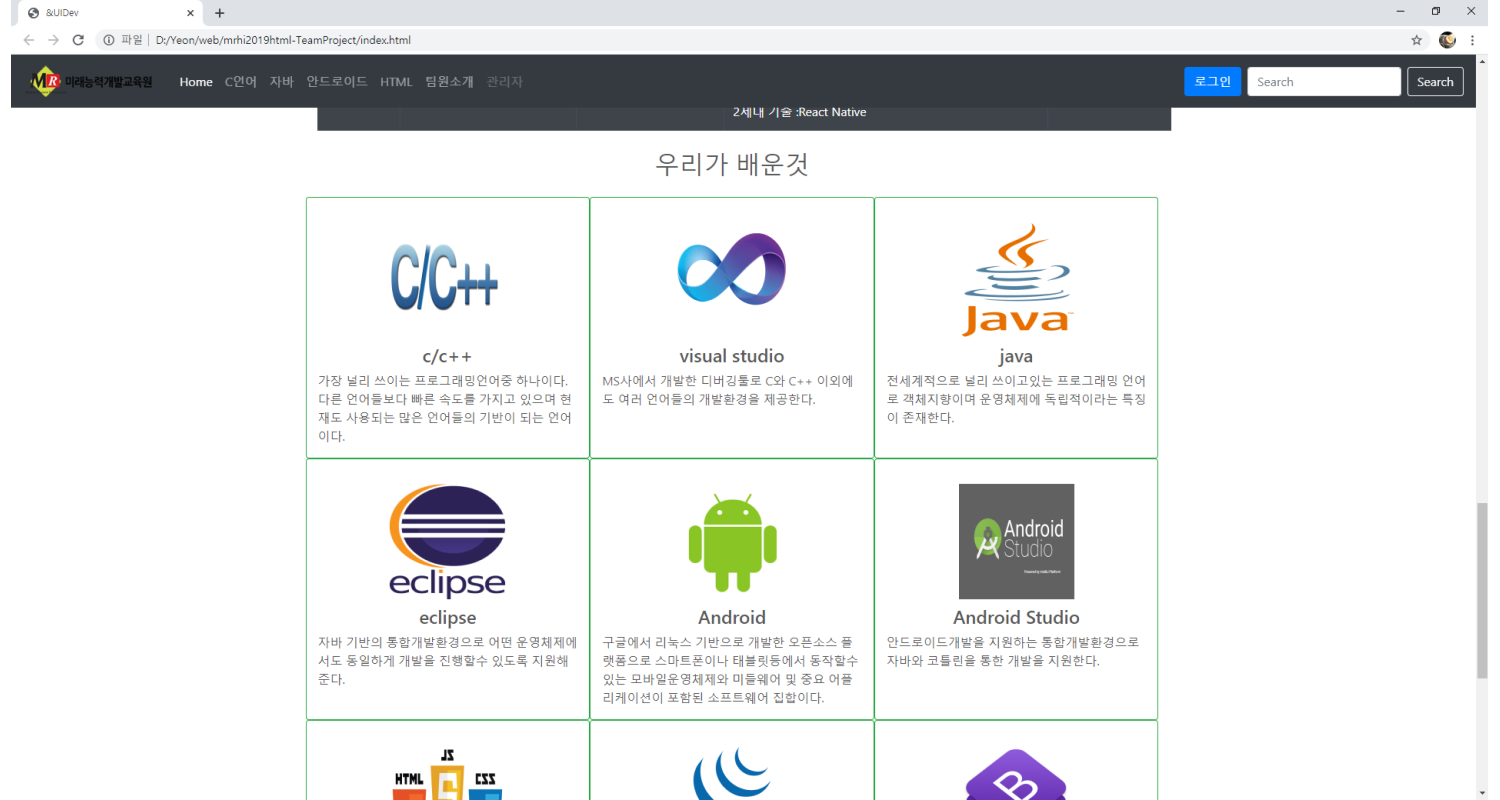 &UIDev
파일 | D:/Yeon/web/mrhi2019html-TeamProject/index.html
MR 미래능력개발교육원 Home C언어 자바 안드로이드 HTML 팀원소개 관리자 로그인 Search Search
2세대 기술 :React Native
우리가 배운것
C/C++
Java™
c/c++
visual studio
java
가장 널리 쓰이는 프로그래밍언어중 하나이다.
다른 언어들보다 빠른 속도를 가지고 있으며 현
재도 사용되는 많은 언어들의 기반이 되는 언어
이다.
MS사에서 개발한 디버깅툴로 C와 C++ 이외에
도 여러 언어들의 개발환경을 제공한다.
전세계적으로 널리 쓰이고있는 프로그래밍 언어
로 객체지향이며 운영체제에 독립적이라는 특징
이 존재한다.
eclipse
Android
Studio
eclipse
Android
Android Studio
자바 기반의 통합개발환경으로 어떤 운영체제에
서도 동일하게 개발을 진행할수 있도록 지원해
준다.
구글에서 리눅스 기반으로 개발한 오픈소스 플
랫폼으로 스마트폰이나 태블릿등에서 동작할수
있는 모바일운영체제와 미들웨어 및 중요 어플
리케이션이 포함된 소프트웨어 집합이다.
안드로이드개발을 지원하는 통합개발환경으로
자바와 코틀린을 통한 개발을 지원한다.
JS
HTML CSS
B